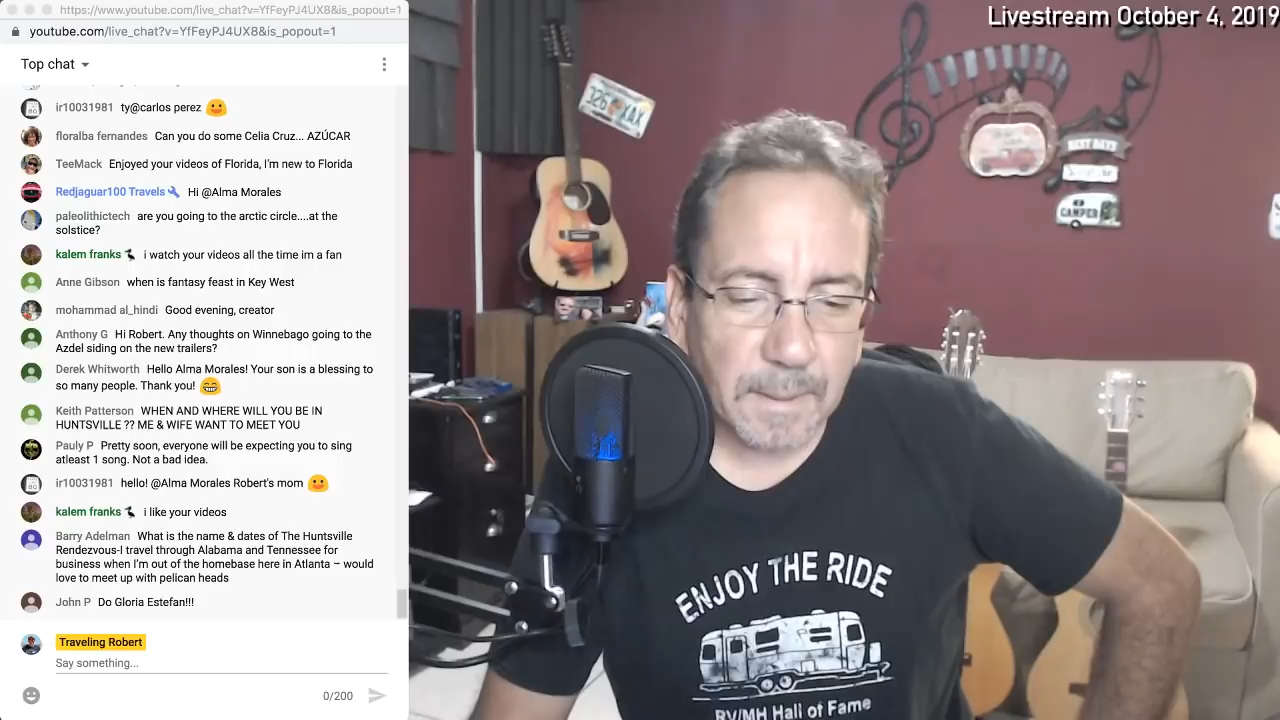 https://www.youtube.com/live_chat?v=YfFeyPJ4UX8&is_popout=1
youtube.com/live_chat?v=YfFeyPJ4UX8&is_popout=1
Top chat
ir10031981 ty@carlos perez
floralba fernandes Can you do some Celia Cruz... AZÚCAR
TeeMack Enjoyed your videos of Florida, I'm new to Florida
Redjaguar100 Travels Hi @Alma Morales
paleolithictech are you going to the arctic circle....at the
solstice?
kalem franks i watch your videos all the time im a fan
Anne Gibson when is fantasy feast in Key West
mohammad al_hindi Good evening, creator
Anthony G Hi Robert. Any thoughts on Winnebago going to the
Azdel siding on the new trailers?
Derek Whitworth Hello Alma Morales! Your son is a blessing to
so many people. Thank you!
Keith Patterson WHEN AND WHERE WILL YOU BE IN
HUNTSVILLE ?? ME & WIFE WANT TO MEET YOU
Pauly P Pretty soon, everyone will be expecting you to sing
atleast 1 song. Not a bad idea.
ir10031981 hello! @Alma Morales Robert's mom
kalem franks i like your videos
Barry Adelman What is the name & dates of The Huntsville
Rendezvous-I travel through Alabama and Tennessee for
business when I'm out of the homebase here in Atlanta – would
love to meet up with pelican heads
John P Do Gloria Estefan!!!
Traveling Robert
Say something...
0/200
Livestream October 4, 2019
326 XAX
BEST DAYS
CAMPER
ENJOY THE RIDE
RV/MH Hall of Fame